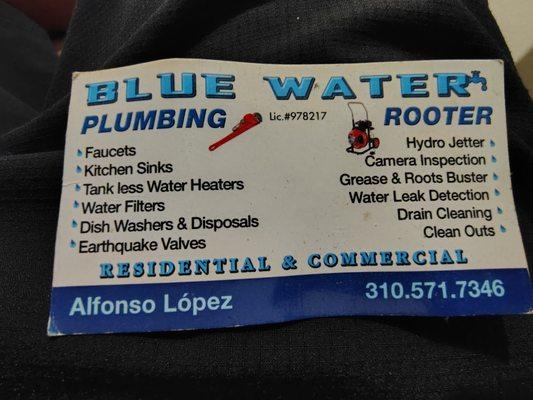 BLUE WATER
PLUMBING
Lic.#978217
ROOTER
Faucets
Kitchen Sinks
Tank less Water Heaters
Water Filters
Dish Washers & Disposals
Earthquake Valves
Hydro Jetter
Camera Inspection
Grease & Roots Buster
Water Leak Detection
Drain Cleaning
Clean Outs
RESIDENTIAL & COMMERCIAL
Alfonso López
310.571.7346